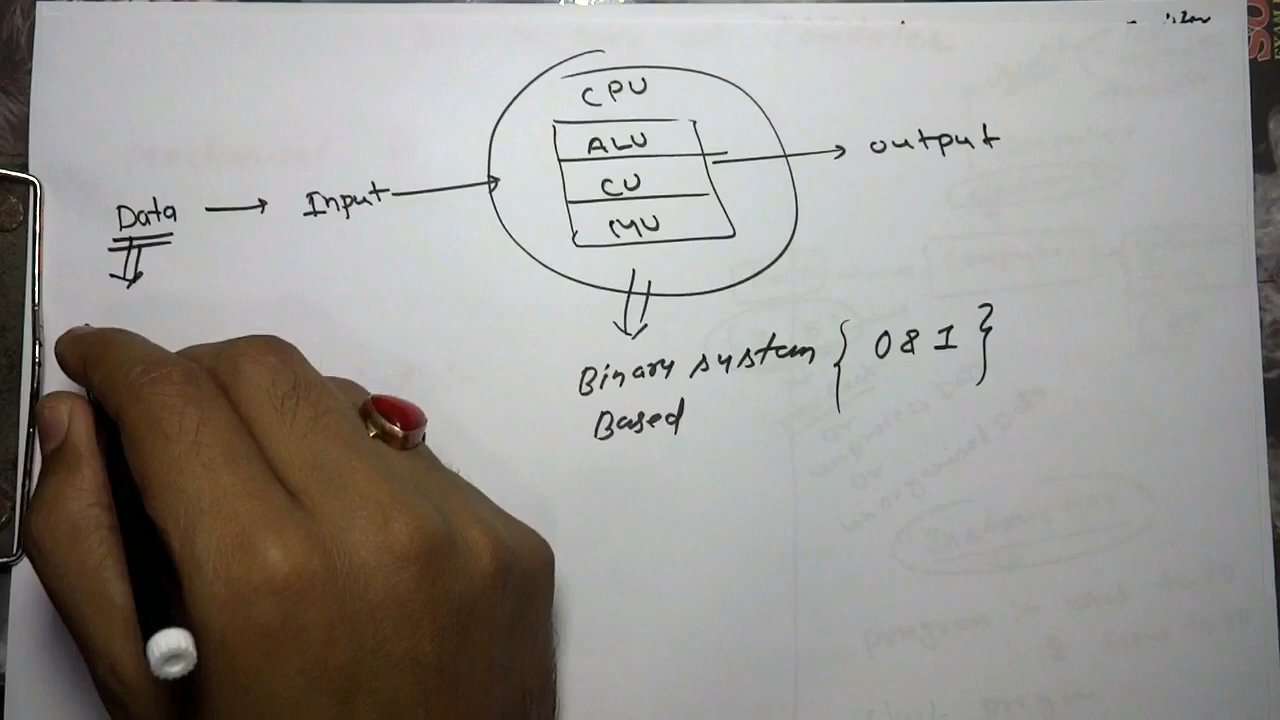 CPU
ALU
CU
MU
Data → Input → output
Binary system { 0 & 1 }
Based